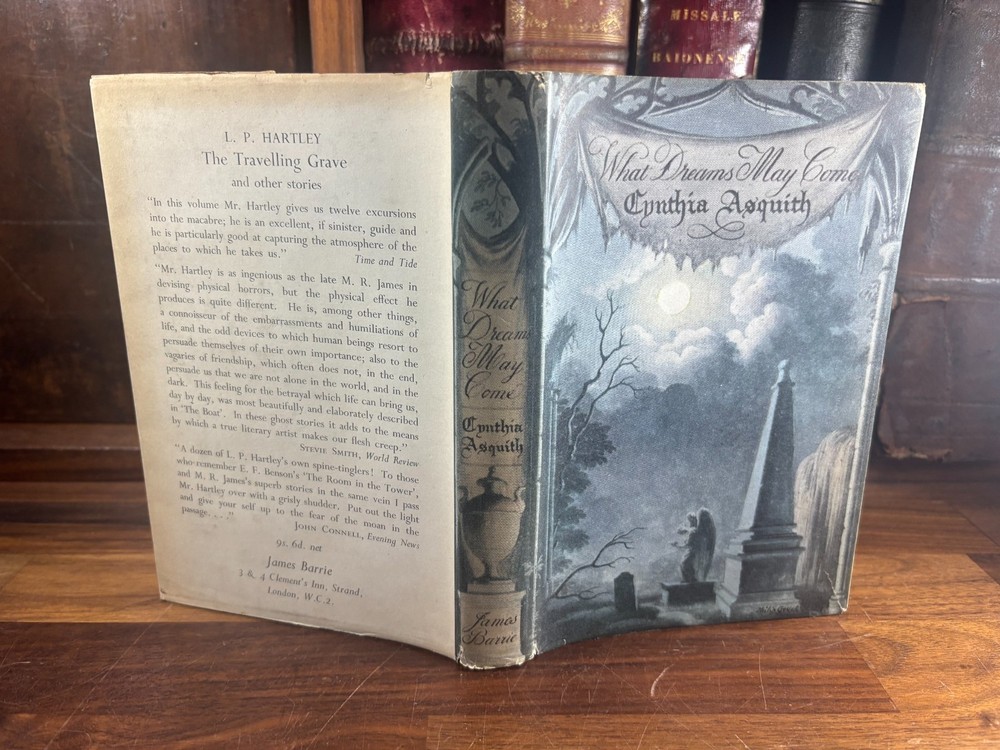 MISSALE
BAIONENS
L. P. HARTLEY
The Travelling Grave
and other stories
"In this volume Mr. Hartley gives us twelve excursions
into the macabre; he is an excellent, if sinister, guide and
he is particularly good at capturing the atmosphere of the
places to which he takes us."
Time and Tide
"Mr. Hartley is as ingenious as the late M. R. James in
devising physical horrors, but the physical effect he
produces is quite different. He is, among other things,
a connoisseur of the embarrassments and humiliations of
life, and the odd devices to which human beings resort to
persuade themselves of their own importance; also to the
vagaries of friendship, which often does not, in the end,
persuade us that we are not alone in the world, and in the
dark. This feeling for the betrayal which life can bring us,
day by day, was most beautifully and elaborately described
in 'The Boat'. In these ghost stories it adds to the means
by which a true literary artist makes our flesh creep."
STEVIE SMITH, World Review
"A dozen of L. P. Hartley's own spine-tinglers! To those
who remember E. F. Benson's 'The Room in the Tower',
and M. R. James's superb stories in the same vein I pass
Mr. Hartley over with a grisly shudder. Put out the light
and give your self up to the fear of the moan in the
passage. . . ."
JOHN CONNELL, Evening News
9s. 6d. net
James Barrie
3 & 4 Clement's Inn, Strand,
London, W.C.2.
What
Dreams
May
Come
Cynthia
Asquith
James
Barrie
What Dreams May Come
Cynthia Asquith